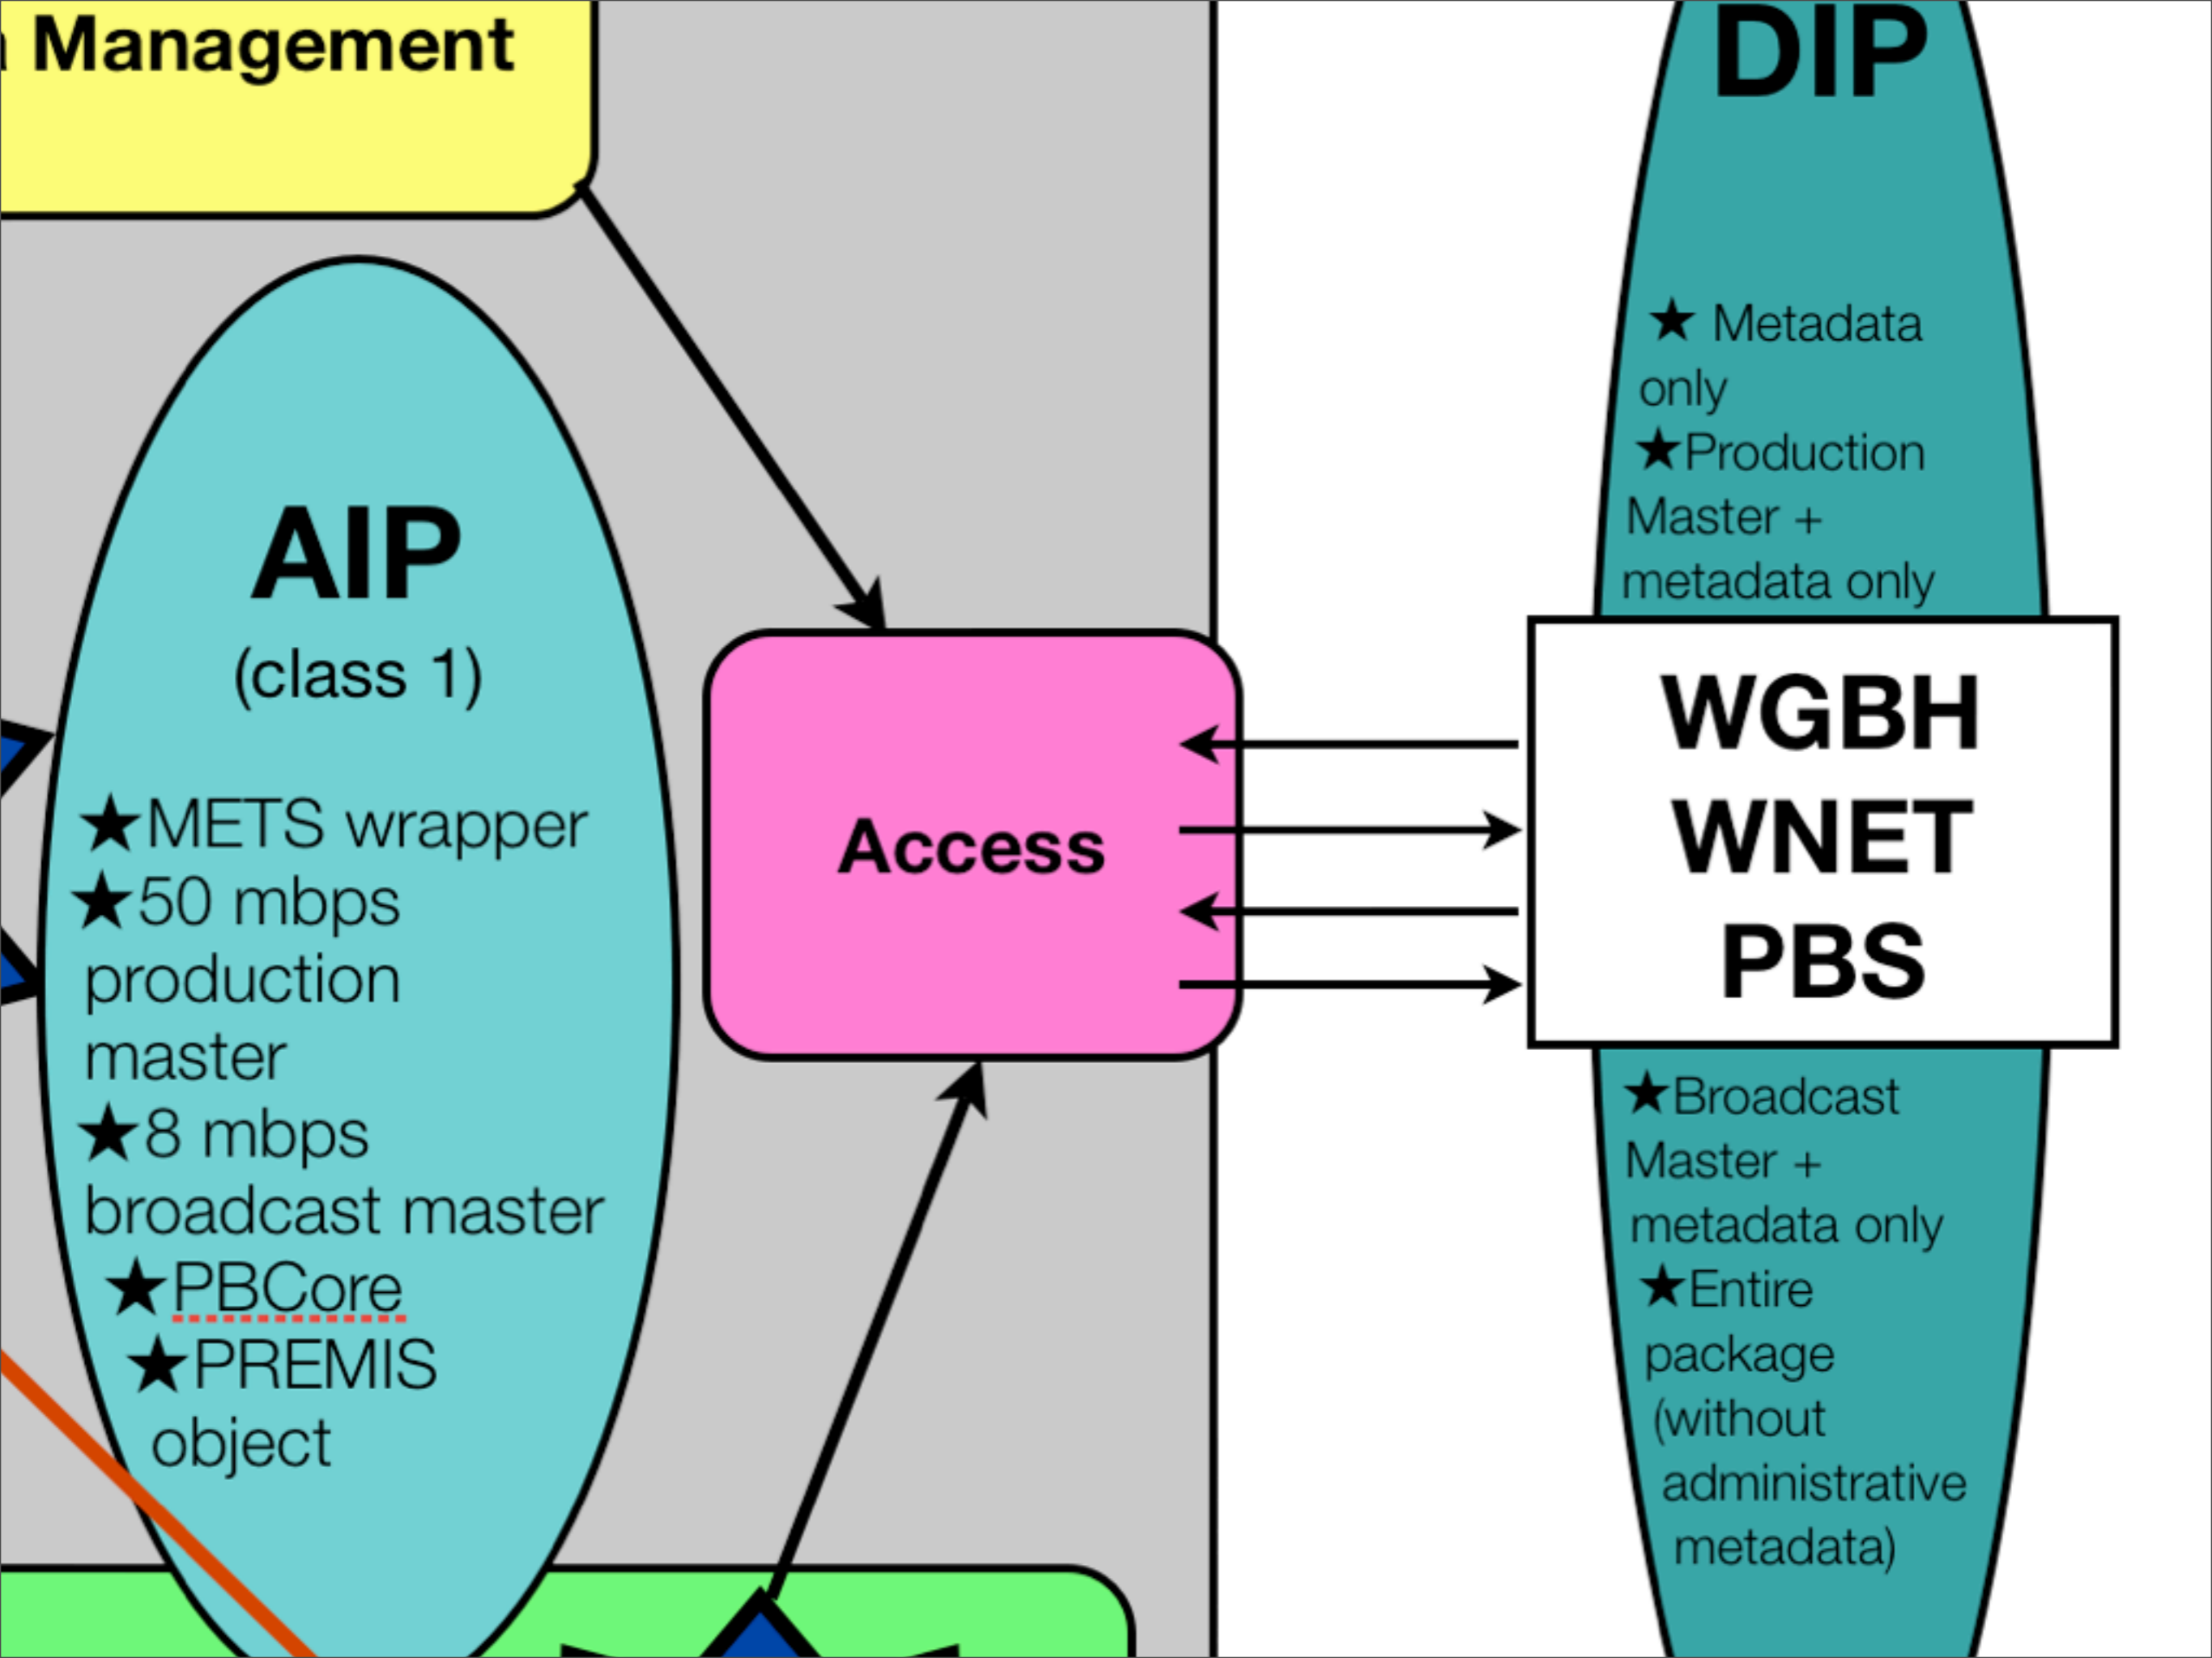 Management
AIP
(class 1)
★METS wrapper
★50 mbps
production
master
★8 mbps
broadcast master
★PBCore
★PREMIS
object
Access
DIP
★ Metadata
only
★Production
Master +
metadata only
WGBH
WNET
PBS
★Broadcast
Master +
metadata only
★Entire
package
(without
administrative
metadata)